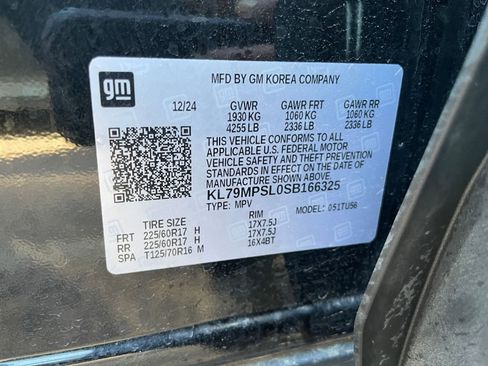 gm
MFD BY GM KOREA COMPANY
12/24 GVWR GAWR FRT GAWR RR
1930 KG 1060 KG 1060 KG
4255 LB 2336 LB 2336 LB
THIS VEHICLE CONFORMS TO ALL
APPLICABLE U.S. FEDERAL MOTOR
VEHICLE SAFETY AND THEFT PREVENTION
STANDARDS IN EFFECT ON THE DATE OF
MANUFACTURE SHOWN ABOVE.
KL79MPSL0SB166325
TYPE: MPV MODEL: 051TU56
TIRE SIZE RIM
FRT 225/60R17 H 17X7.5J
RR 225/60R17 H 17X7.5J
SPA T125/70R16 M 16X4BT